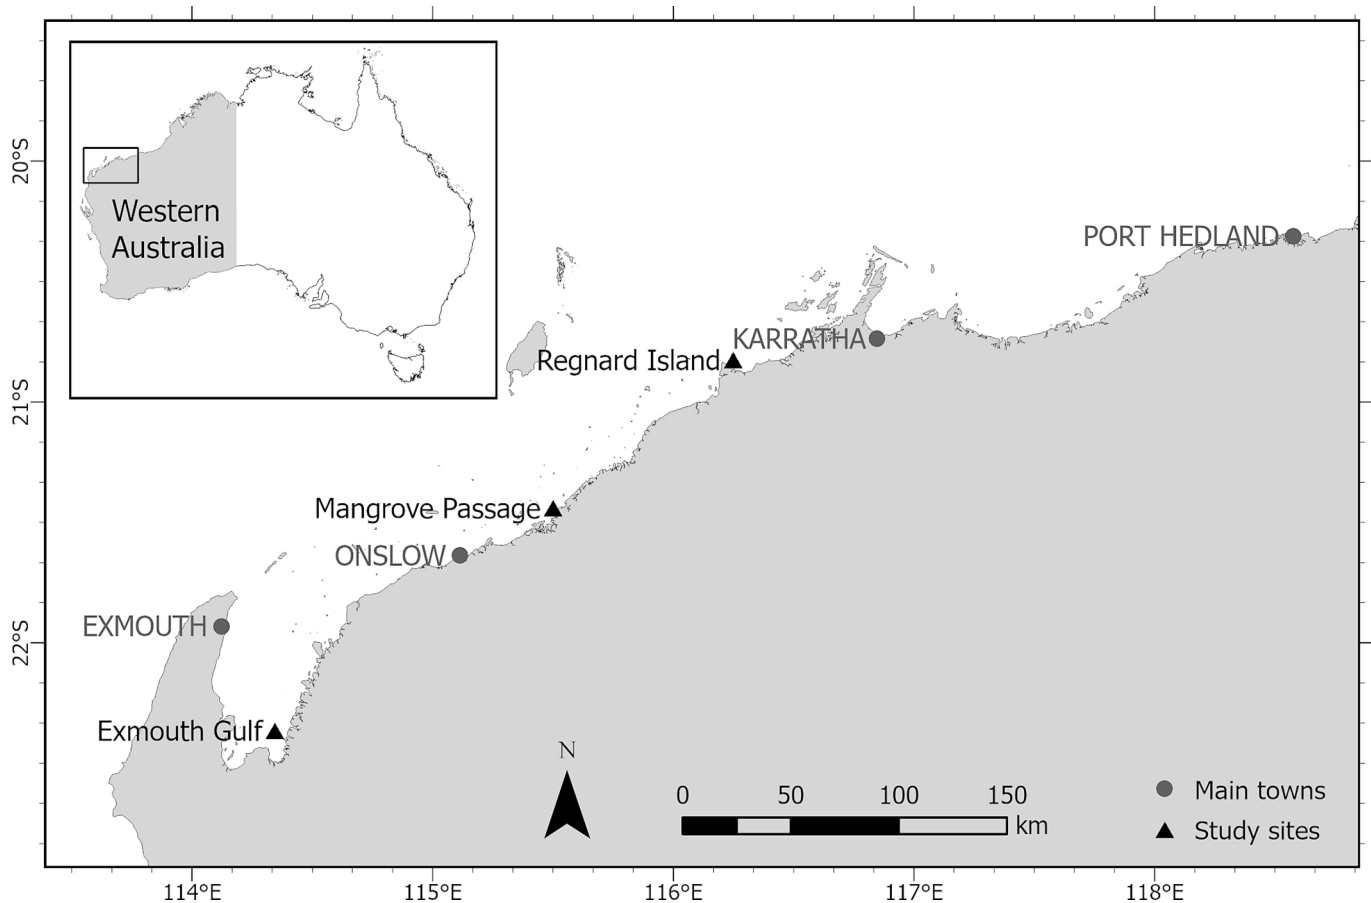 Western
Australia
20°S
21°S
22°S
PORT HEDLAND
KARRATHA
Regnard Island
Mangrove Passage
ONSLOW
EXMOUTH
Exmouth Gulf
N
0 50 100 150
km
Main towns
Study sites
114°E 115°E 116°E 117°E 118°E